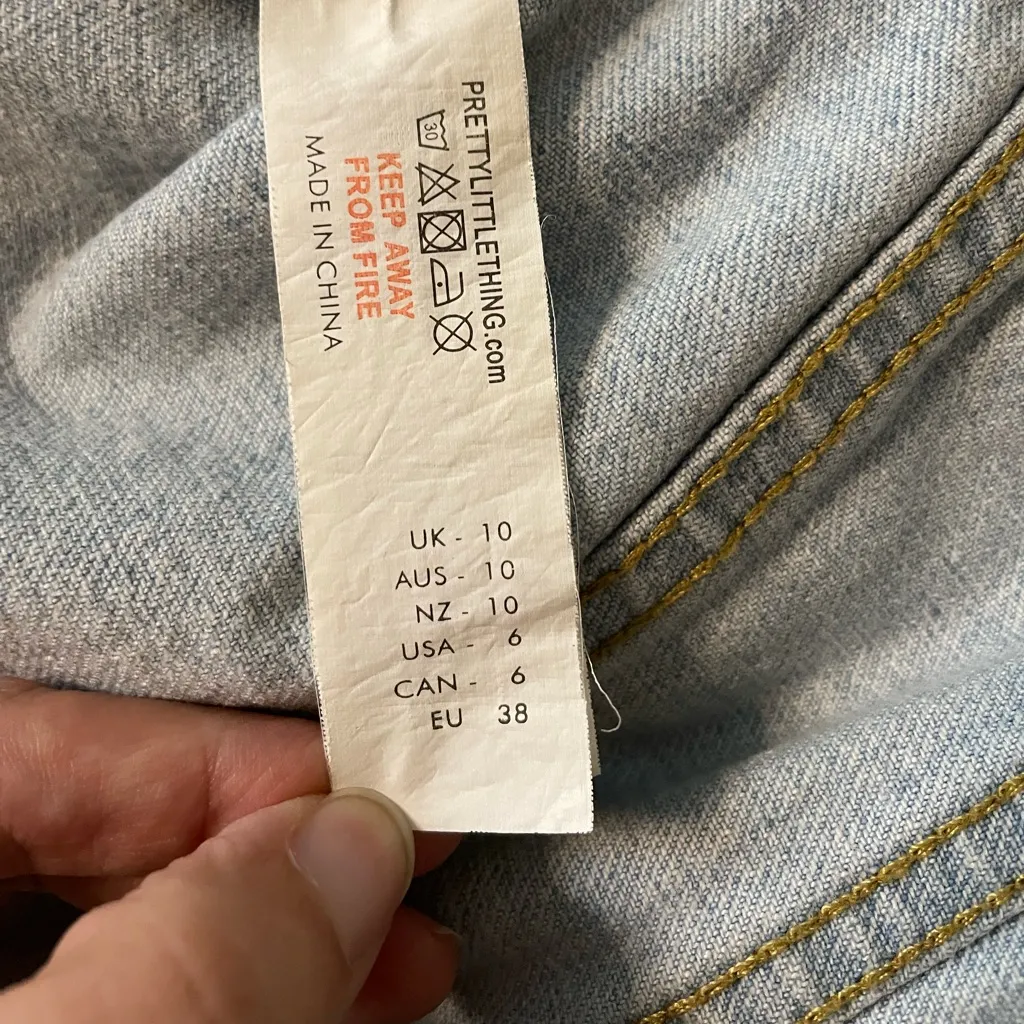 PRETTYLITTLETHING.com
30
KEEP AWAY
FROM FIRE
MADE IN CHINA
UK - 10
AUS - 10
NZ - 10
USA - 6
CAN - 6
EU 38